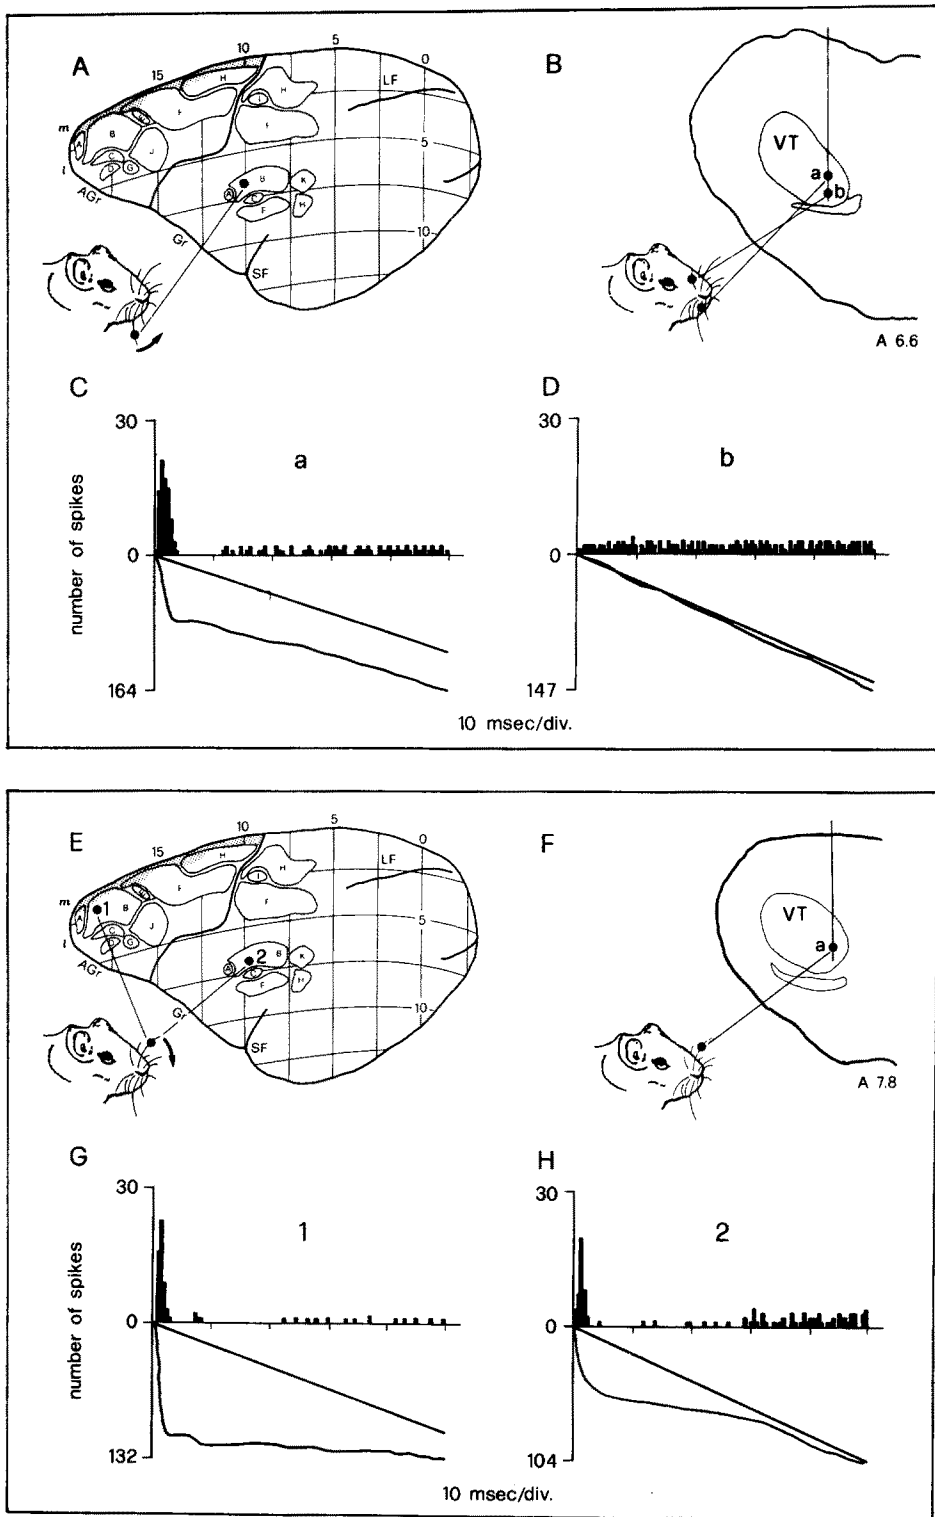 A
15
10
5
0
LF
H
H
I
F
F
m
A
B
J
C
D
G
l
AGr
5
B
K
A
C
F
H
10
Gr
SF
B
VT
a
b
A 6.6
C
D
30
30
a
b
number of spikes
0
0
164
147
10 msec/div.
E
15
10
5
0
LF
H
H
I
F
F
m
1
A
B
J
C
D
G
l
AGr
5
2
B
K
A
C
F
H
10
Gr
SF
F
VT
a
A 7.8
G
H
30
30
1
2
number of spikes
0
0
132
104
10 msec/div.